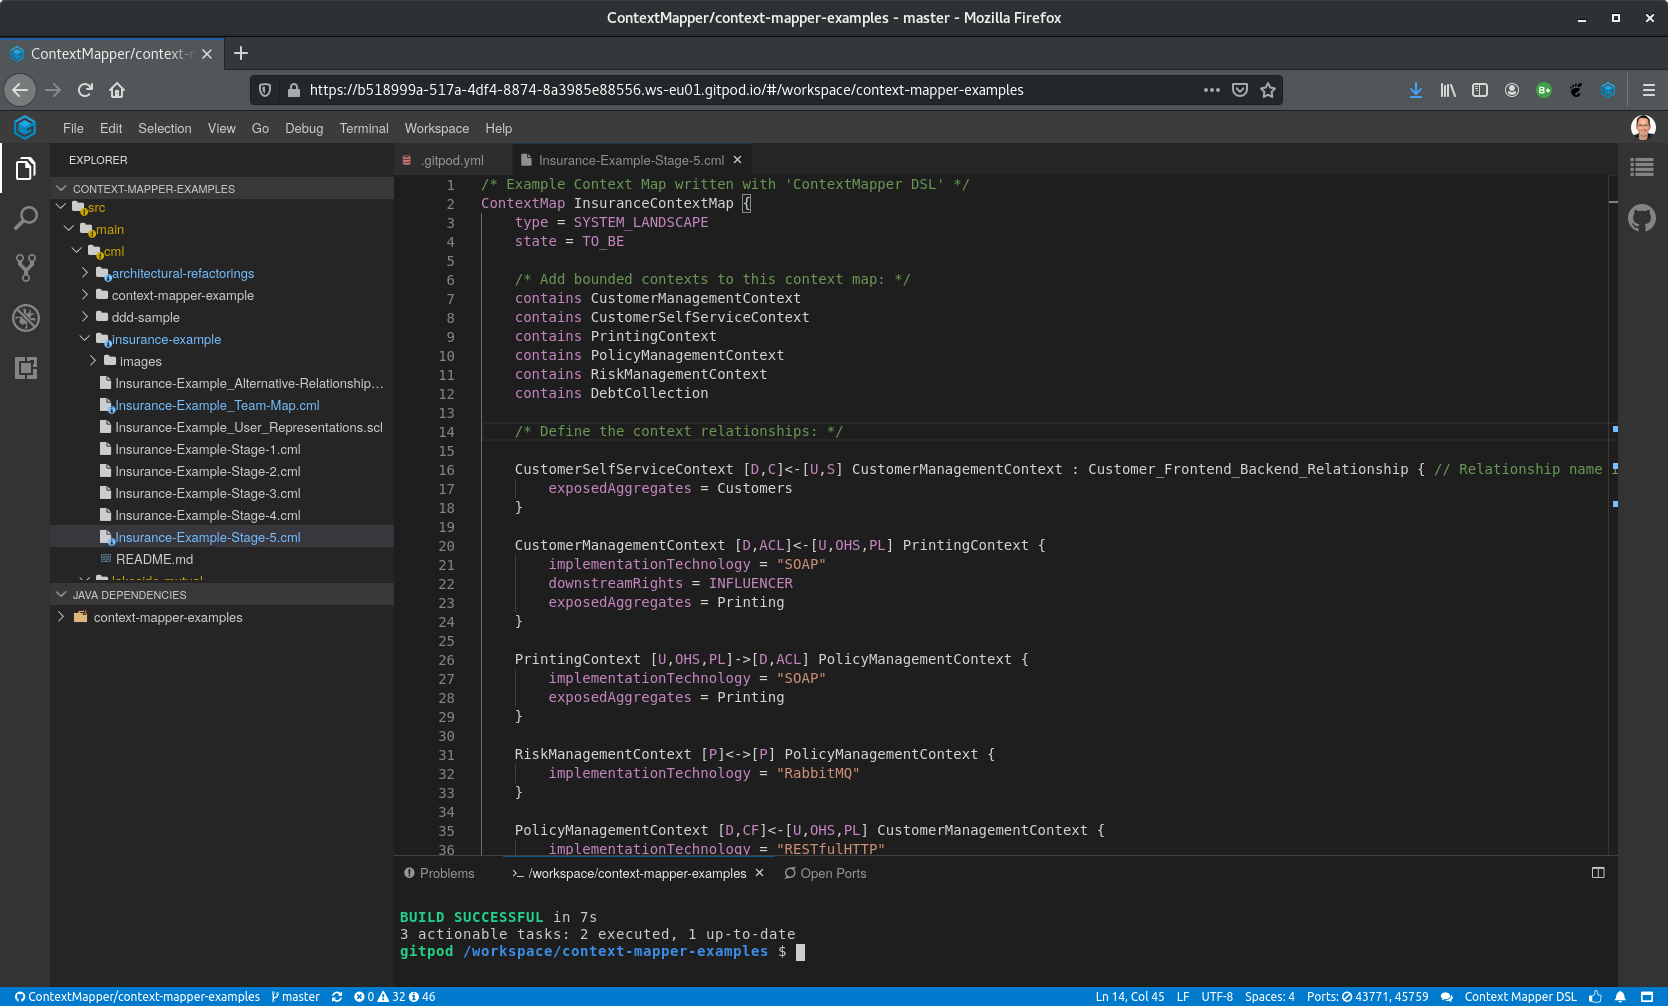 ContextMapper/context-mapper-examples - master - Mozilla Firefox
ContextMapper/context-
https://b518999a-517a-4df4-8874-8a3985e88556.ws-eu01.gitpod.io/#/workspace/context-mapper-examples
File Edit Selection View Go Debug Terminal Workspace Help
EXPLORER
CONTEXT-MAPPER-EXAMPLES
src
main
cml
architectural-refactorings
context-mapper-example
ddd-sample
insurance-example
images
Insurance-Example_Alternative-Relationship...
Insurance-Example_Team-Map.cml
Insurance-Example_User_Representations.scl
Insurance-Example-Stage-1.cml
Insurance-Example-Stage-2.cml
Insurance-Example-Stage-3.cml
Insurance-Example-Stage-4.cml
Insurance-Example-Stage-5.cml
README.md
JAVA DEPENDENCIES
context-mapper-examples
.gitpod.yml Insurance-Example-Stage-5.cml
1 /* Example Context Map written with 'ContextMapper DSL' */
2 ContextMap InsuranceContextMap {
3 type = SYSTEM_LANDSCAPE
4 state = TO_BE
5
6 /* Add bounded contexts to this context map: */
7 contains CustomerManagementContext
8 contains CustomerSelfServiceContext
9 contains PrintingContext
10 contains PolicyManagementContext
11 contains RiskManagementContext
12 contains DebtCollection
13
14 /* Define the context relationships: */
15
16 CustomerSelfServiceContext [D,C]<-[U,S] CustomerManagementContext : Customer_Frontend_Backend_Relationship { // Relationship name
17 exposedAggregates = Customers
18 }
19
20 CustomerManagementContext [D,ACL]<-[U,OHS,PL] PrintingContext {
21 implementationTechnology = "SOAP"
22 downstreamRights = INFLUENCER
23 exposedAggregates = Printing
24 }
25
26 PrintingContext [U,OHS,PL]->[D,ACL] PolicyManagementContext {
27 implementationTechnology = "SOAP"
28 exposedAggregates = Printing
29 }
30
31 RiskManagementContext [P]<->[P] PolicyManagementContext {
32 implementationTechnology = "RabbitMQ"
33 }
34
35 PolicyManagementContext [D,CF]<-[U,OHS,PL] CustomerManagementContext {
36 implementationTechnology = "RESTfulHTTP"
Problems >_ /workspace/context-mapper-examples Open Ports
BUILD SUCCESSFUL in 7s
3 actionable tasks: 2 executed, 1 up-to-date
gitpod /workspace/context-mapper-examples $
ContextMapper/context-mapper-examples master 0 32 46 Ln 14, Col 45 LF UTF-8 Spaces: 4 Ports: 43771, 45759 Context Mapper DSL